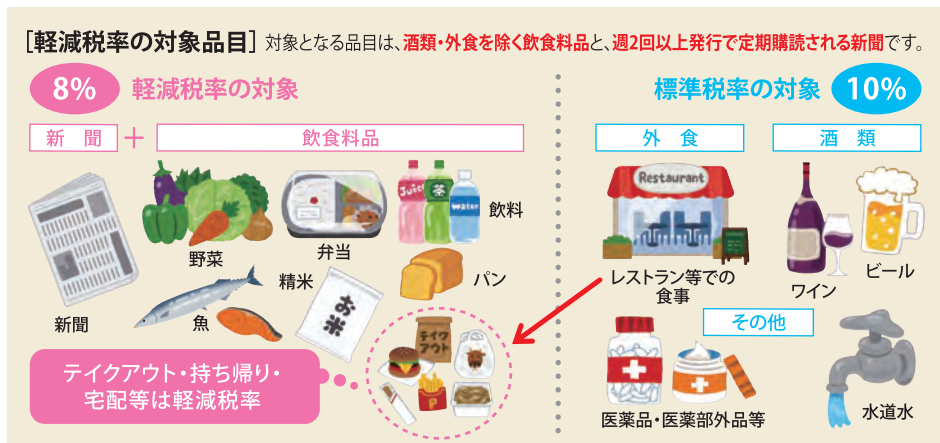 [軽減税率の対象品目] 対象となる品目は、酒類・外食を除く飲食料品と、週2回以上発行で定期購読される新聞です。
8% 軽減税率の対象
標準税率の対象 10%
新聞 + 飲食料品
外食
酒類
新聞
野菜
弁当
Juice
茶
Water
飲料
魚
精米
お米
パン
テイクアウト
P
テイクアウト・持ち帰り・
宅配等は軽減税率
Restaurant
レストラン等での
食事
ワイン
ビール
その他
医薬品・医薬部外品等
水道水